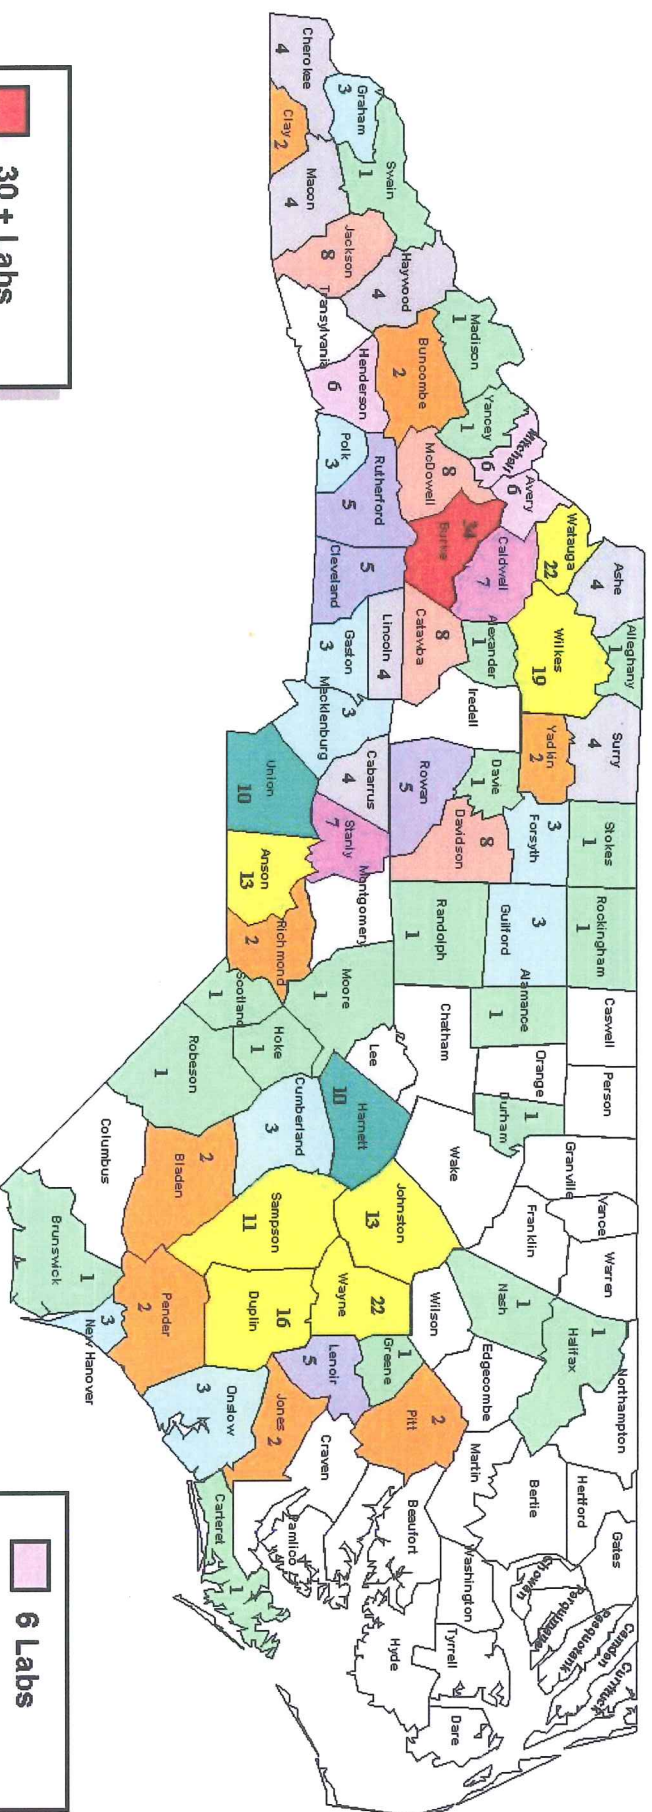 Cherokee
4
Graham
3
Clay 2
Swain
1
Macon
4
Jackson
8
Haywood
4
Transylvania
Madison
1
Buncombe
2
Henderson
6
Yancey
1
Mitchell
6
Avery
6
McDowell
8
Polk
3
Rutherford
5
Cleveland
5
Burke
34
Caldwell
7
Watauga
22
Ashe
4
Alleghany
1
Wilkes
19
Alexander
1
Catawba
8
Lincoln 4
Gaston
3
Mecklenburg
3
Iredell
Surry
4
Yadkin
2
Davie
1
Rowan
5
Cabarrus
4
Union
10
Stanly
7
Anson
13
Davidson
8
Forsyth
3
Stokes
1
Rockingham
1
Guilford
3
Randolph
1
Montgomery
Richmond
2
Moore
1
Scotland
1
Hoke
1
Robeson
1
Alamance
1
Caswell
Chatham
Lee
Orange
Person
Durham
1
Harnett
10
Cumberland
3
Columbus
Bladen
2
Brunswick
1
Wake
Granville
Vance
Franklin
Warren
Johnston
13
Sampson
11
Nash
1
Halifax
1
Wilson
Wayne
22
Duplin
16
Pender
2
New Hanover
3
Northampton
Edgecombe
Greene
1
Lenoir
5
Pitt
2
Jones 2
Onslow
3
Craven
Martin
Bertie
Hertford
Gates
Beaufort
Pamlico
Carteret
1
Washington
Chowan
Perquimans
Pasquotank
Camden
Currituck
Tyrrell
Hyde
Dare
30 + Labs
6 Labs